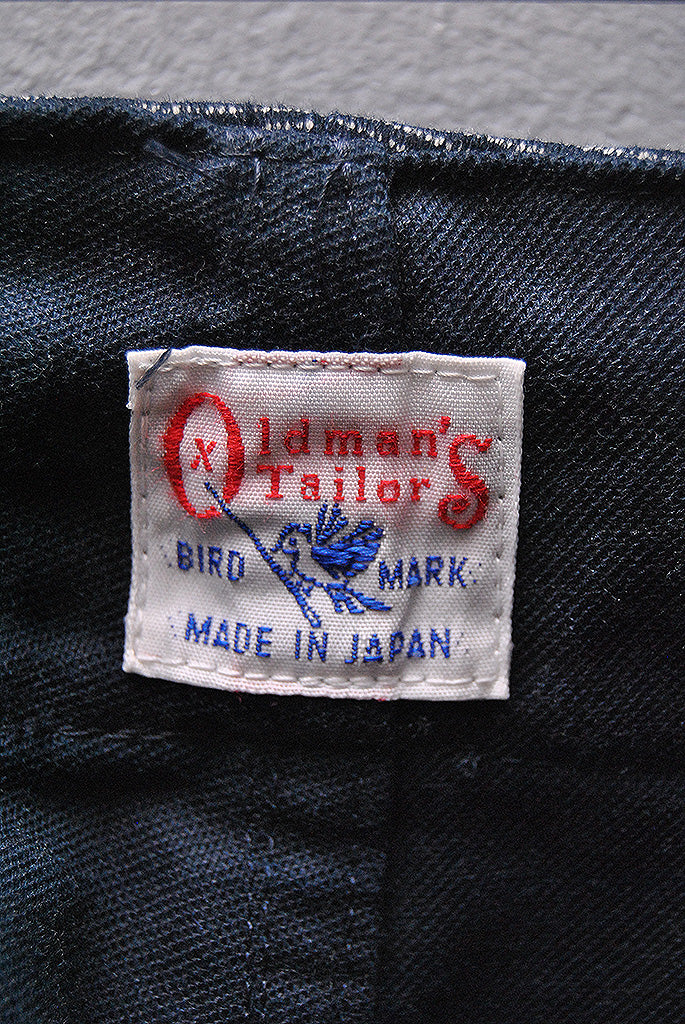 Oldman's
x
Tailor
BIRD MARK
MADE IN JAPAN